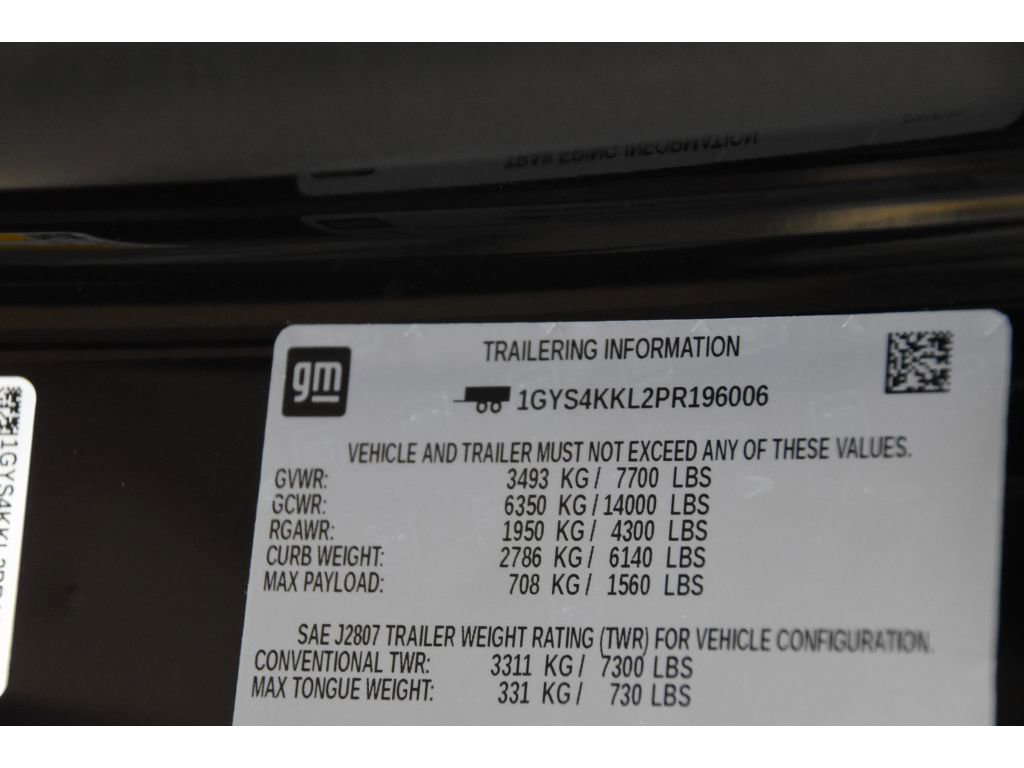 TRAILERING INFORMATION
gm
TRAILERING INFORMATION
1GYS4KKL2PR196006
VEHICLE AND TRAILER MUST NOT EXCEED ANY OF THESE VALUES.
GVWR: 3493 KG / 7700 LBS
GCWR: 6350 KG / 14000 LBS
RGAWR: 1950 KG / 4300 LBS
CURB WEIGHT: 2786 KG / 6140 LBS
MAX PAYLOAD: 708 KG / 1560 LBS
SAE J2807 TRAILER WEIGHT RATING (TWR) FOR VEHICLE CONFIGURATION.
CONVENTIONAL TWR: 3311 KG / 7300 LBS
MAX TONGUE WEIGHT: 331 KG / 730 LBS
1GYS4KKL2PR